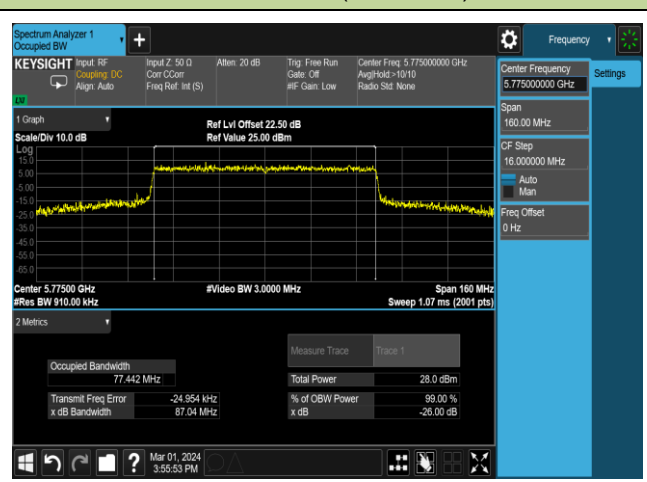 Spectrum Analyzer 1
Occupied BW
Frequency
KEYSIGHT
Input: RF
Coupling: DC
Align: Auto
Input Z: 50 Ω
Corr CCorr
Freq Ref: Int (S)
Atten: 20 dB
Trig: Free Run
Gate: Off
#IF Gain: Low
Center Freq: 5.775000000 GHz
Avg|Hold:>10/10
Radio Std: None
Center Frequency
5.775000000 GHz
Settings
Span
160.00 MHz
CF Step
16.000000 MHz
Auto
Man
Freq Offset
0 Hz
1 Graph
Scale/Div 10.0 dB
Ref Lvl Offset 22.50 dB
Ref Value 25.00 dBm
Log
15.0
5.00
-5.00
-15.0
-25.0
-35.0
-45.0
-55.0
-65.0
Center 5.77500 GHz
#Res BW 910.00 kHz
#Video BW 3.0000 MHz
Span 160 MHz
Sweep 1.07 ms (2001 pts)
2 Metrics
Measure Trace
Trace 1
Occupied Bandwidth
77.442 MHz
Total Power
28.0 dBm
Transmit Freq Error
-24.954 kHz
% of OBW Power
99.00 %
x dB Bandwidth
87.04 MHz
x dB
-26.00 dB
Mar 01, 2024
3:55:53 PM